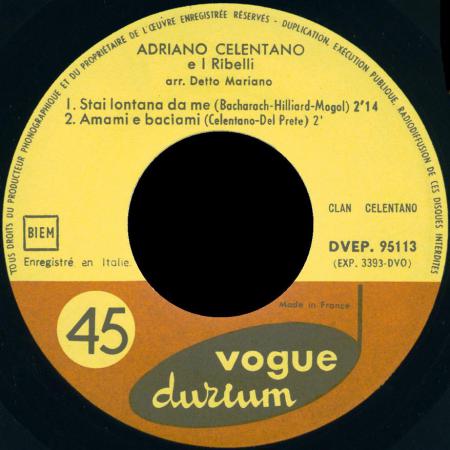 TOUS DROITS DU PRODUCTEUR PHONOGRAPHIQUE ET DU PROPRIÉTAIRE DE L'ŒUVRE ENREGISTRÉE RÉSERVÉS - DUPLICATION, EXÉCUTION PUBLIQUE, RADIODIFFUSION DE CES DISQUES INTERDITES
ADRIANO CELENTANO
e I Ribelli
arr. Detto Mariano
1. Stai lontana da me (Bacharach-Hilliard-Mogol) 2'14
2. Amami e baciami (Celentano-Del Prete) 2'
CLAN CELENTANO
BIEM
DVEP. 95113
Enregistré en Italie.
(EXP. 3393-DVO)
Made in France
45
vogue
durium